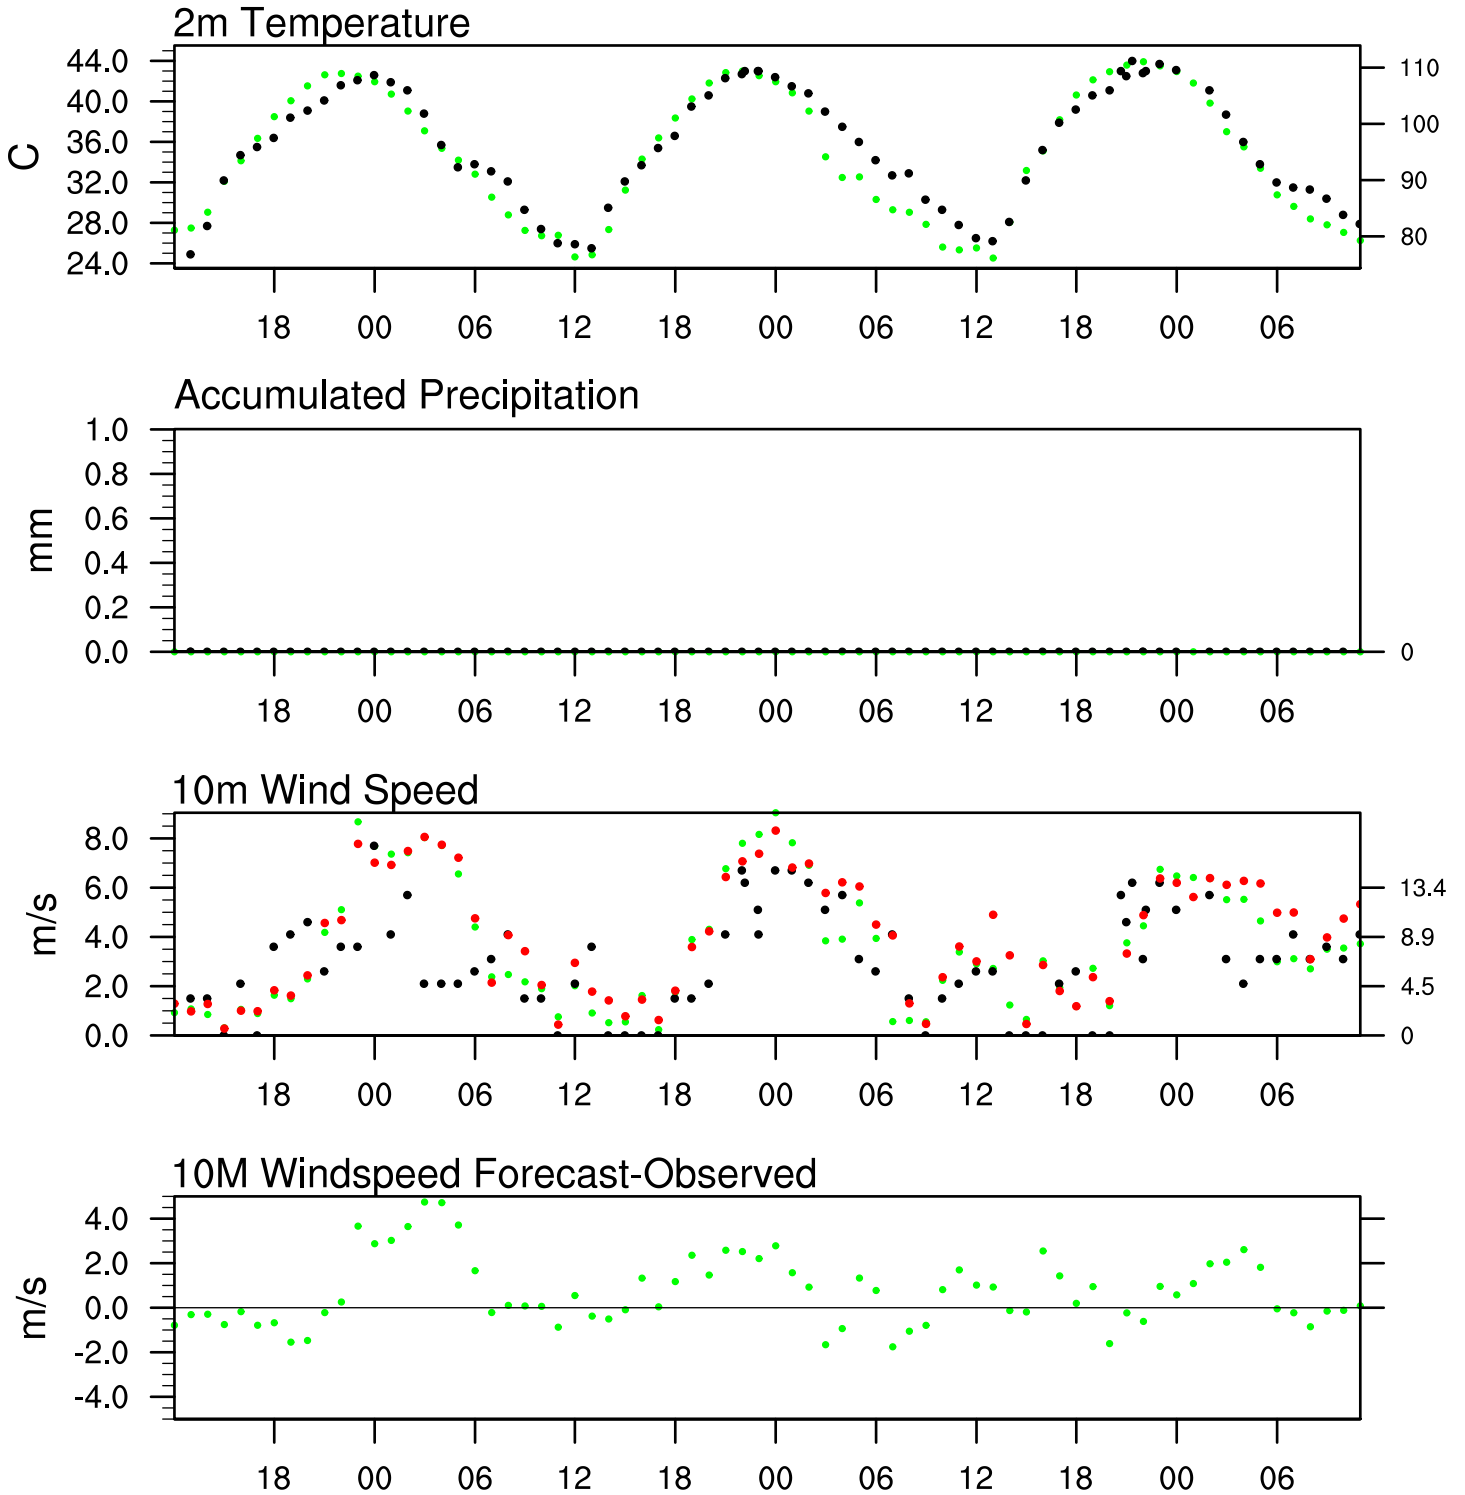 2m Temperature
44.0
40.0
36.0
32.0
28.0
24.0
C
110
100
90
80
18 00 06 12 18 00 06 12 18 00 06
Accumulated Precipitation
1.0
0.8
0.6
0.4
0.2
0.0
mm
0
18 00 06 12 18 00 06 12 18 00 06
10m Wind Speed
8.0
6.0
4.0
2.0
0.0
m/s
13.4
8.9
4.5
0
18 00 06 12 18 00 06 12 18 00 06
10M Windspeed Forecast-Observed
4.0
2.0
0.0
-2.0
-4.0
m/s
18 00 06 12 18 00 06 12 18 00 06